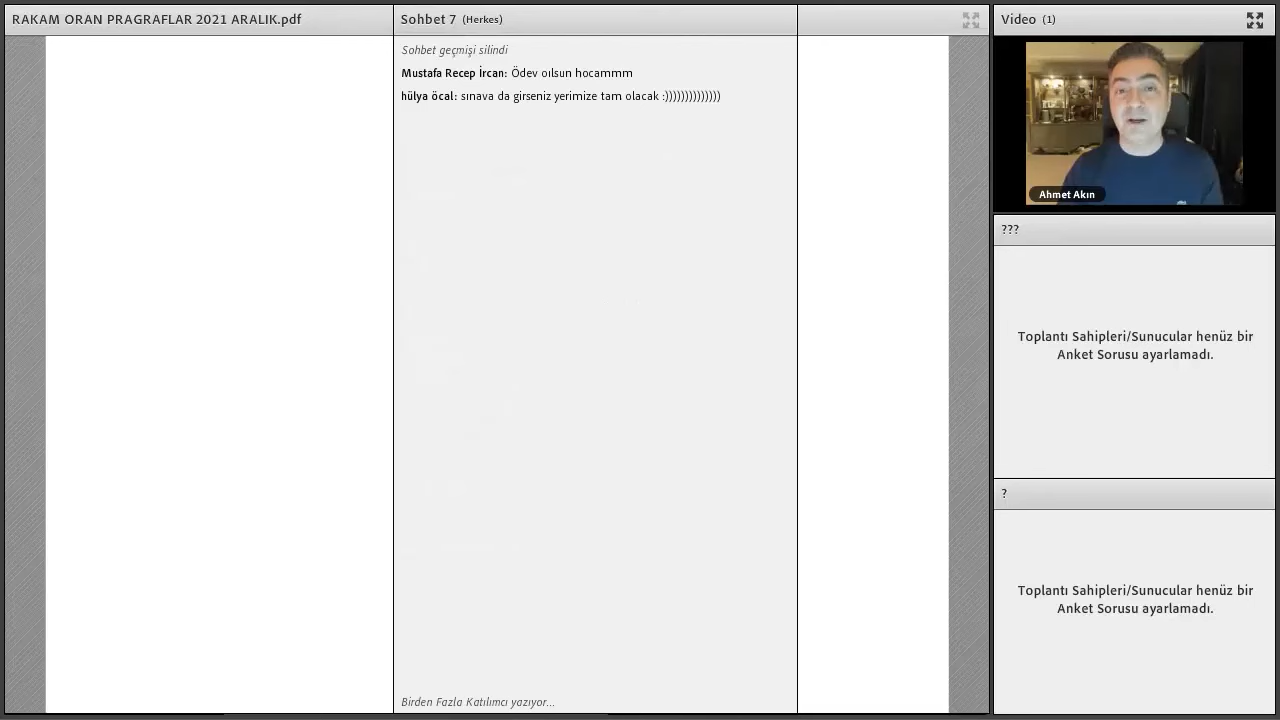 RAKAM ORAN PRAGRAFLAR 2021 ARALIK.pdf
Sohbet 7 (Herkes)
Sohbet geçmişi silindi
Mustafa Recep İrcan: Ödev oılsun hocammm
hülya öcal: sınava da girseniz yerimize tam olacak :))))))))))))))
Birden Fazla Katılımcı yazıyor...
Video (1)
Ahmet Akın
???
Toplantı Sahipleri/Sunucular henüz bir
Anket Sorusu ayarlamadı.
?
Toplantı Sahipleri/Sunucular henüz bir
Anket Sorusu ayarlamadı.